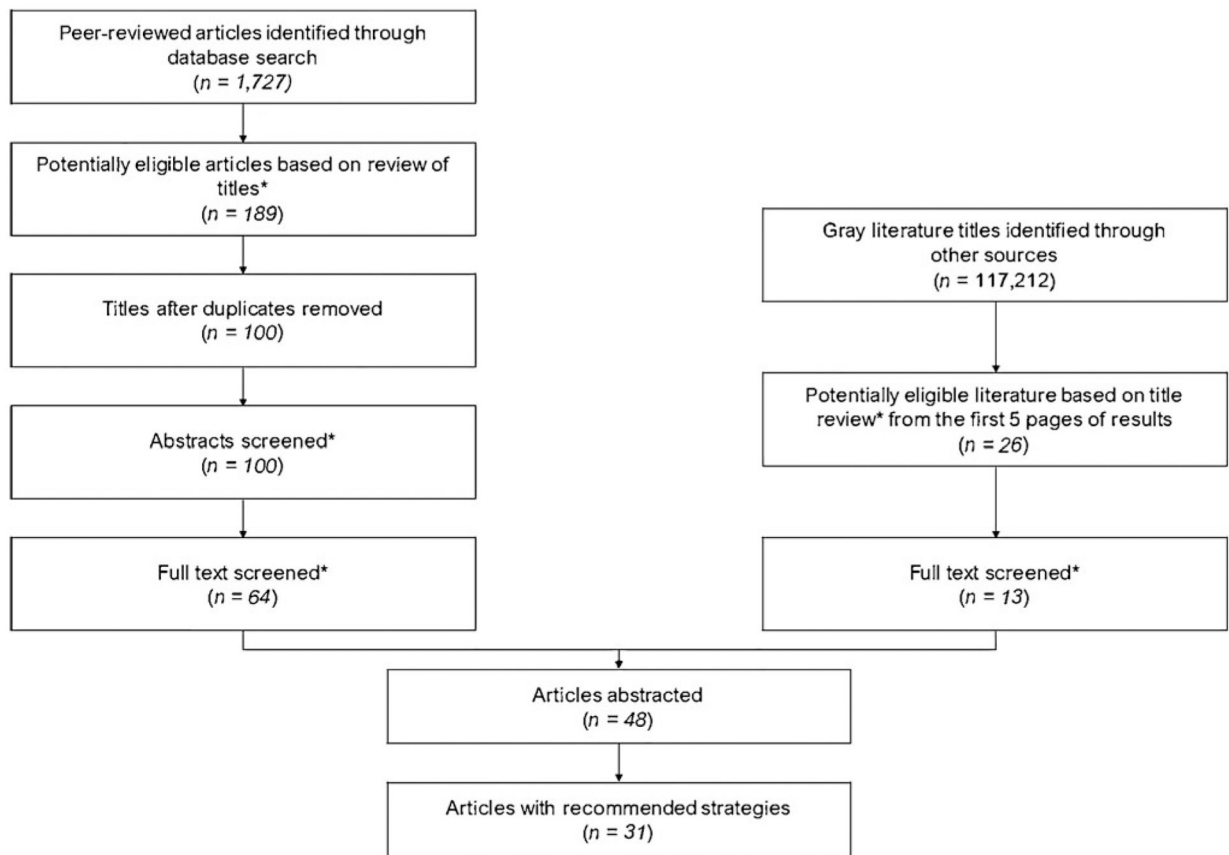 Peer-reviewed articles identified through
database search
(n = 1,727)
Potentially eligible articles based on review of
titles*
(n = 189)
Titles after duplicates removed
(n = 100)
Abstracts screened*
(n = 100)
Full text screened*
(n = 64)
Gray literature titles identified through
other sources
(n = 117,212)
Potentially eligible literature based on title
review* from the first 5 pages of results
(n = 26)
Full text screened*
(n = 13)
Articles abstracted
(n = 48)
Articles with recommended strategies
(n = 31)